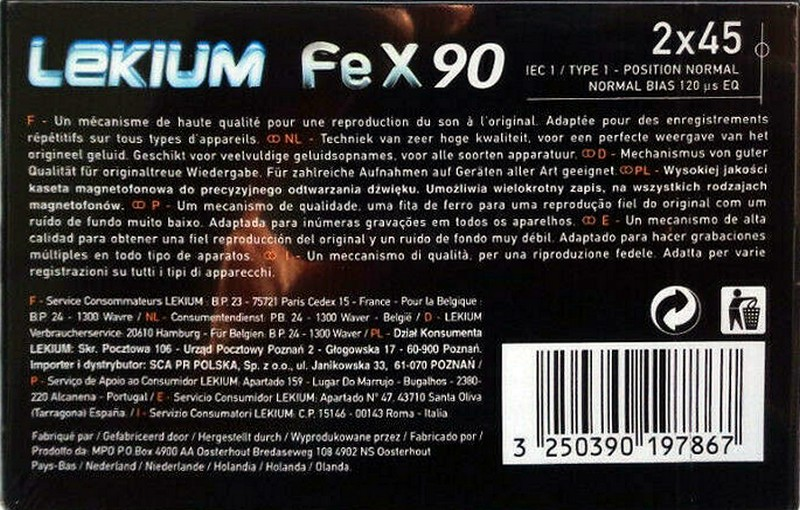 LeKIUM FeX90
2x45
IEC 1 / TYPE 1 - POSITION NORMAL
NORMAL BIAS 120 µs EQ
F - Un mécanisme de haute qualité pour une reproduction du son à l'original. Adaptée pour des enregistrements
répétitifs sur tous types d'appareils. NL - Techniek van zeer hoge kwaliteit, voor een perfecte weergave van het
origineel geluid. Geschikt voor veelvuldige geluidsopnames, voor alle soorten apparatuur. D - Mechanismus von guter
Qualität für originaltreue Wiedergabe. Für zahlreiche Aufnahmen auf Geräten aller Art geeignet. PL - Wysokiej jakości
kaseta magnetofonowa do precyzyjnego odtwarzania dźwięku. Umożliwia wielokrotny zapis, na wszystkich rodzajach
magnetofonów. P - Um mecanismo de qualidade, uma fita de ferro para uma reprodução fiel do original com um
ruído de fundo muito baixo. Adaptada para inúmeras gravações em todos os aparelhos. E - Un mecanismo de alta
calidad para obtener una fiel reproducción del original y un ruido de fondo muy débil. Adaptado para hacer grabaciones
múltiples en todo tipo de aparatos. I - Un meccanismo di qualità, per una riproduzione fedele. Adatta per varie
registrazioni su tutti i tipi di apparecchi.
F - Service Consommateurs LEKIUM : B.P. 23 - 75721 Paris Cedex 15 - France - Pour la Belgique :
B.P. 24 - 1300 Wavre / NL - Consumentendienst: P.B. 24 - 1300 Waver - België / D - LEKIUM
Verbraucherservice: 20610 Hamburg - Für Belgien: B.P. 24 - 1300 Waver / PL - Dział Konsumenta
LEKIUM: Skr. Pocztowa 106 - Urząd Pocztowy Poznań 2 - Głogowska 17 - 60-900 Poznań.
Importer i dystrybutor: SCA PR POLSKA, Sp. z o.o., ul. Janikowska 33, 61-070 POZNAŃ /
P - Serviço de Apoio ao Consumidor LEKIUM: Apartado 159 - Lugar Do Marrujo - Bugalhos - 2380-
220 Alcanena - Portugal / E - Servicio Consumidor LEKIUM: Apartado N° 47, 43710 Santa Oliva
(Tarragona) España. / I - Servizio Consumatori LEKIUM: C.P. 15146 - 00143 Roma - Italia
Fabriqué par / Gefabriceerd door / Hergestellt durch / Wyprodukowane przez / Fabricado por /
Prodotto da: MPO P.O.Box 4900 AA Oosterhout Bredaseweg 108 4902 NS Oosterhout
Pays-Bas / Nederland / Niederlande / Holandia / Holanda / Olanda.
3 250390 197867